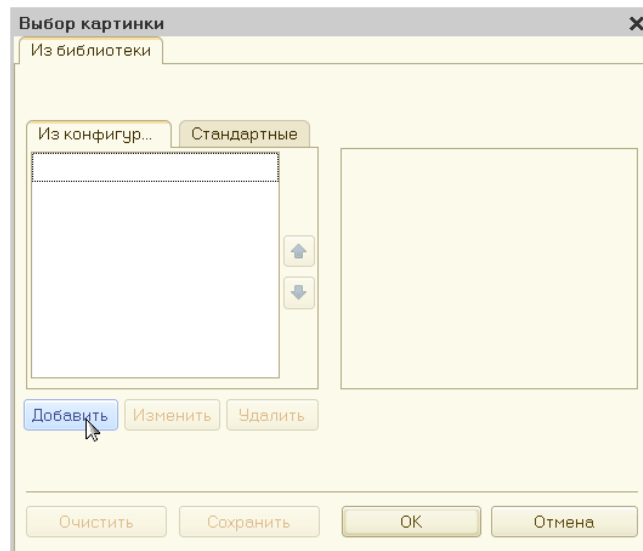 Выбор картинки
Из библиотеки
Из конфигур... Стандартные
Добавить Изменить Удалить
Очистить Сохранить OK Отмена